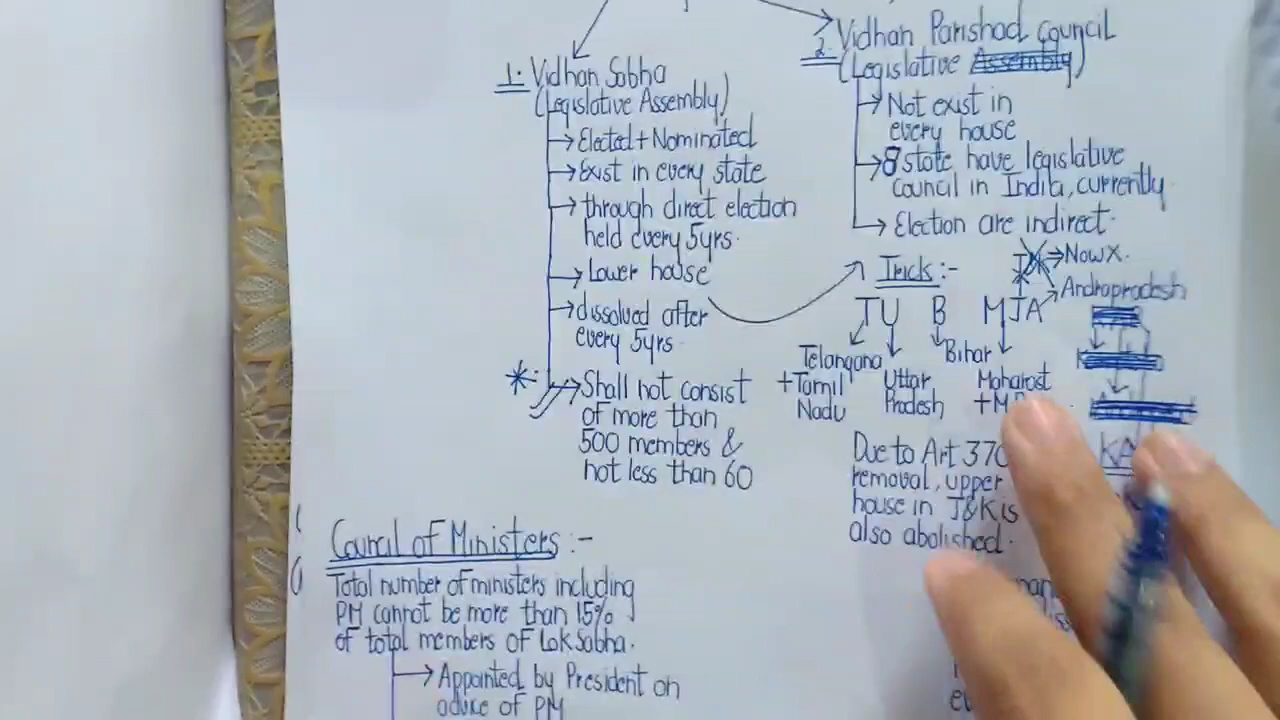 1. Vidhan Sabha
(Legislative Assembly)
→ Elected + Nominated
→ Exist in every state
→ through direct election
held every 5yrs.
→ Lower house
→ dissolved after
every 5yrs.
*: → Shall not consist
of more than
500 members &
not less than 60
2. Vidhan Parishad Council
(Legislative Assembly)
→ Not exist in
every house
→ 8 state have legislative
council in India, currently
→ Election are indirect.
Trick :-
→ Now X.
Andrapradesh
T U B M J A
Telangana
+Tamil
Nadu
Uttar
Pradesh
Bihar
Maharast
+M
KA
Due to Art 370
removal, upper
house in J&K is
also abolished.
Council of Ministers :-
Total number of ministers including
PM cannot be more than 15%
of total members of Lok Sabha.
→ Appointed by President on
advice of PM